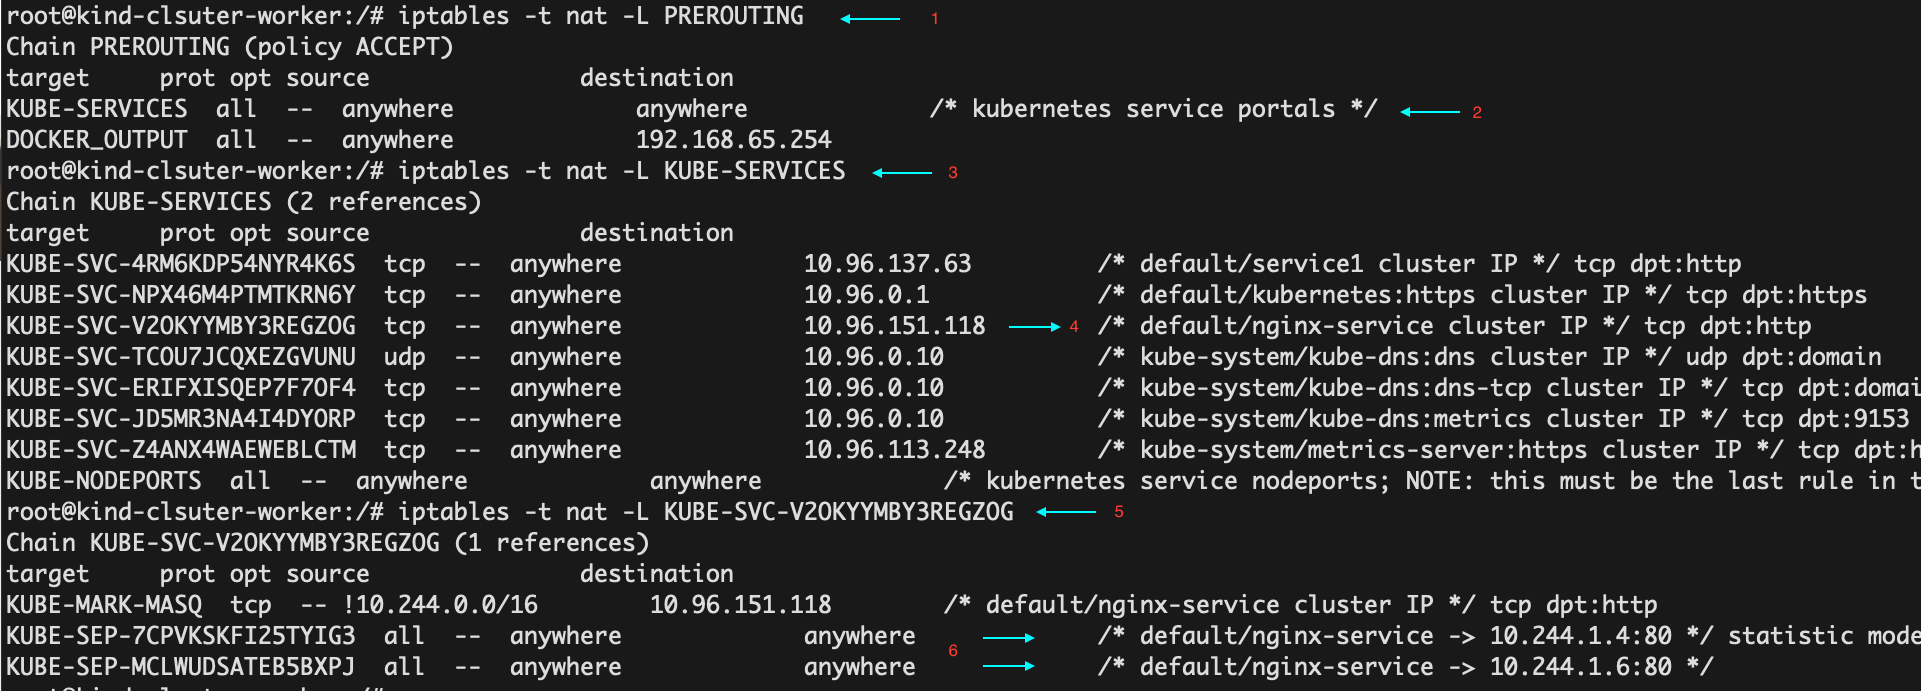 root@kind-clsuter-worker:/# iptables -t nat -L PREROUTING 1
Chain PREROUTING (policy ACCEPT)
target prot opt source destination
KUBE-SERVICES all -- anywhere anywhere /* kubernetes service portals */ 2
DOCKER_OUTPUT all -- anywhere 192.168.65.254
root@kind-clsuter-worker:/# iptables -t nat -L KUBE-SERVICES 3
Chain KUBE-SERVICES (2 references)
target prot opt source destination
KUBE-SVC-4RM6KDP54NYR4K6S tcp -- anywhere 10.96.137.63 /* default/service1 cluster IP */ tcp dpt:http
KUBE-SVC-NPX46M4PTMTKRN6Y tcp -- anywhere 10.96.0.1 /* default/kubernetes:https cluster IP */ tcp dpt:https
KUBE-SVC-V2OKYYMBY3REGZOG tcp -- anywhere 10.96.151.118 4 /* default/nginx-service cluster IP */ tcp dpt:http
KUBE-SVC-TCOU7JCQXEZGVUNU udp -- anywhere 10.96.0.10 /* kube-system/kube-dns:dns cluster IP */ udp dpt:domain
KUBE-SVC-ERIFXISQEP7F7OF4 tcp -- anywhere 10.96.0.10 /* kube-system/kube-dns:dns-tcp cluster IP */ tcp dpt:domai
KUBE-SVC-JD5MR3NA4I4DYORP tcp -- anywhere 10.96.0.10 /* kube-system/kube-dns:metrics cluster IP */ tcp dpt:9153
KUBE-SVC-Z4ANX4WAEWEBLCTM tcp -- anywhere 10.96.113.248 /* kube-system/metrics-server:https cluster IP */ tcp dpt:h
KUBE-NODEPORTS all -- anywhere anywhere /* kubernetes service nodeports; NOTE: this must be the last rule in t
root@kind-clsuter-worker:/# iptables -t nat -L KUBE-SVC-V2OKYYMBY3REGZOG 5
Chain KUBE-SVC-V2OKYYMBY3REGZOG (1 references)
target prot opt source destination
KUBE-MARK-MASQ tcp -- !10.244.0.0/16 10.96.151.118 /* default/nginx-service cluster IP */ tcp dpt:http
KUBE-SEP-7CPVKSKFI25TYIG3 all -- anywhere anywhere /* default/nginx-service -> 10.244.1.4:80 */ statistic mode
6
KUBE-SEP-MCLWUDSATEB5BXPJ all -- anywhere anywhere /* default/nginx-service -> 10.244.1.6:80 */